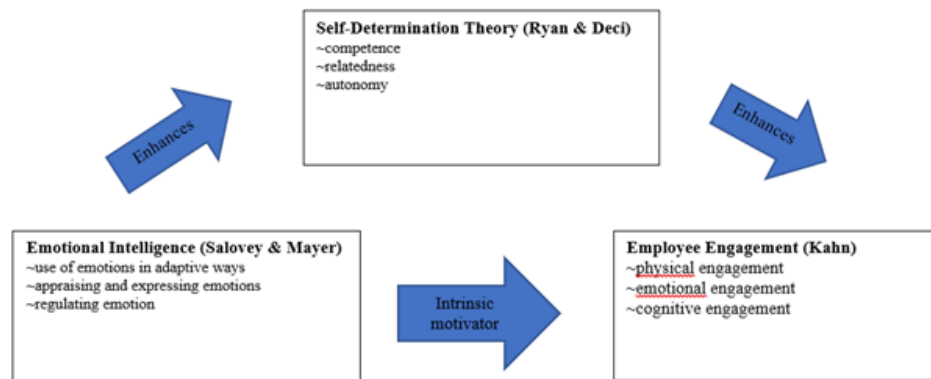 Self-Determination Theory (Ryan & Deci)
~competence
~relatedness
~autonomy
Enhances
Enhances
Emotional Intelligence (Salovey & Mayer)
~use of emotions in adaptive ways
~appraising and expressing emotions
~regulating emotion
Intrinsic
motivator
Employee Engagement (Kahn)
~physical engagement
~emotional engagement
~cognitive engagement